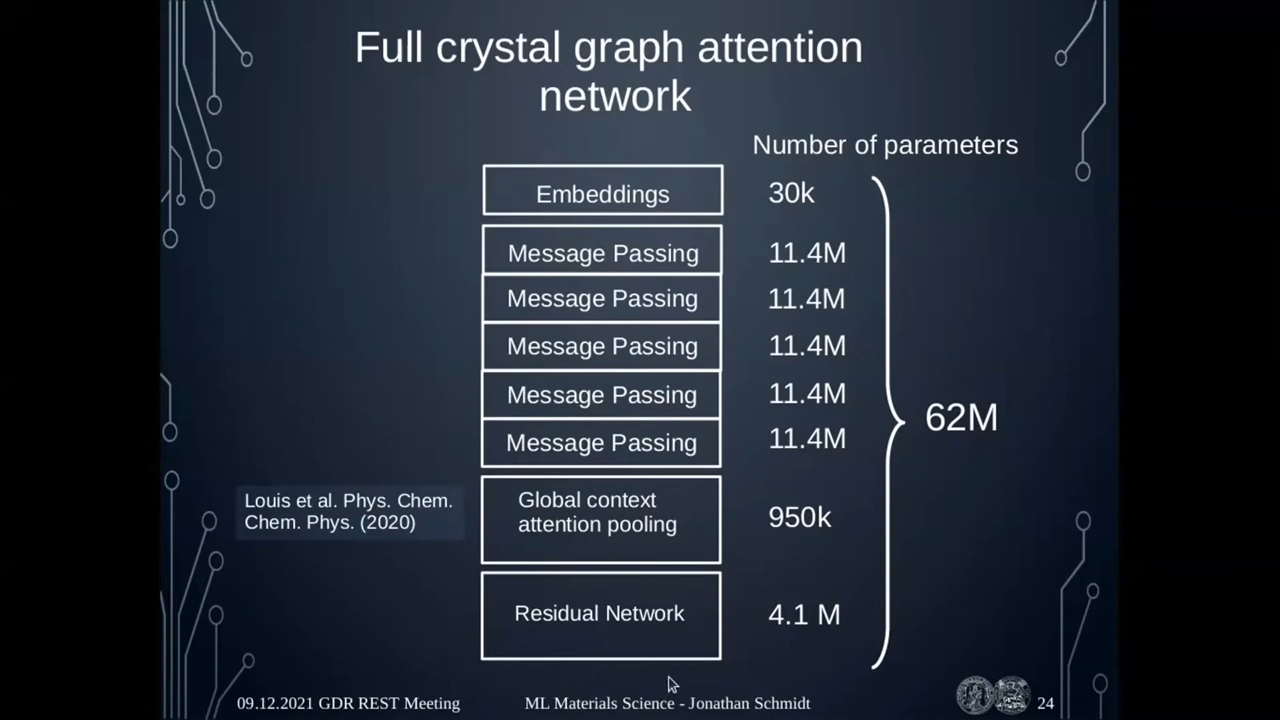 Full crystal graph attention
network
Number of parameters
Embeddings 30k
Message Passing 11.4M
Message Passing 11.4M
Message Passing 11.4M
Message Passing 11.4M
Message Passing 11.4M
62M
Louis et al. Phys. Chem.
Chem. Phys. (2020)
Global context
attention pooling
950k
Residual Network 4.1 M
09.12.2021 GDR REST Meeting ML Materials Science - Jonathan Schmidt 24